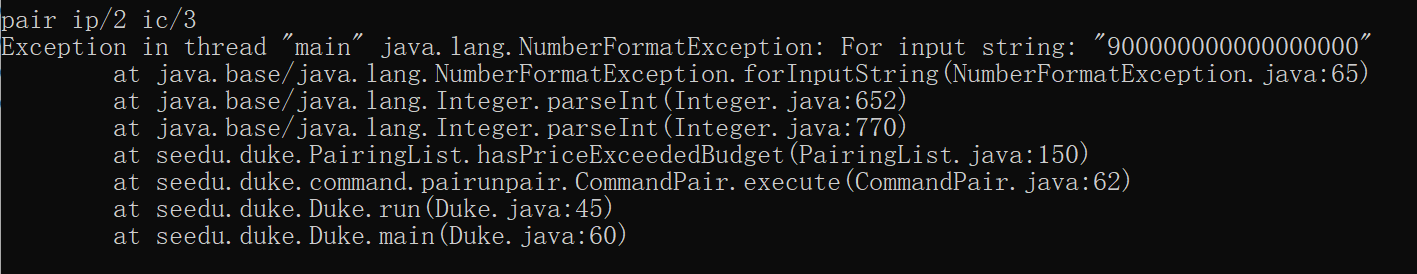 pair ip/2 ic/3
Exception in thread "main" java.lang.NumberFormatException: For input string: "9000000000000000000"
at java.base/java.lang.NumberFormatException.forInputString(NumberFormatException.java:65)
at java.base/java.lang.Integer.parseInt(Integer.java:652)
at java.base/java.lang.Integer.parseInt(Integer.java:770)
at seedu.duke.PairingList.hasPriceExceededBudget(PairingList.java:150)
at seedu.duke.command.pairunpair.CommandPair.execute(CommandPair.java:62)
at seedu.duke.Duke.run(Duke.java:45)
at seedu.duke.Duke.main(Duke.java:60)